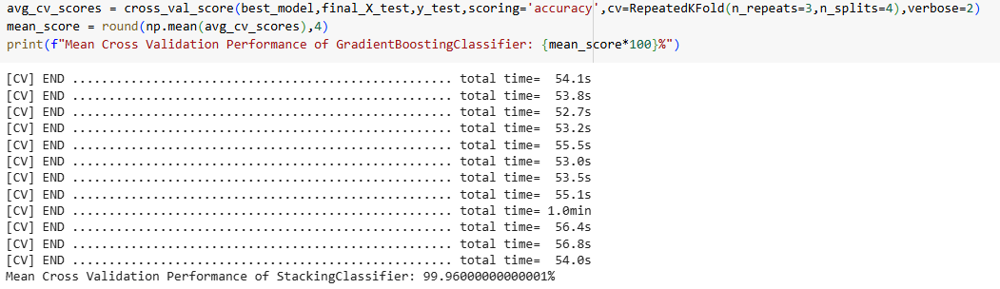 avg_cv_scores = cross_val_score(best_model,final_X_test,y_test,scoring='accuracy',cv=RepeatedKFold(n_repeats=3,n_splits=4),verbose=2)
mean_score = round(np.mean(avg_cv_scores),4)
print(f"Mean Cross Validation Performance of GradientBoostingClassifier: {mean_score*100}%")
[CV] END .................................................... total time=  54.1s
[CV] END .................................................... total time=  53.8s
[CV] END .................................................... total time=  52.7s
[CV] END .................................................... total time=  53.2s
[CV] END .................................................... total time=  55.5s
[CV] END .................................................... total time=  53.0s
[CV] END .................................................... total time=  53.5s
[CV] END .................................................... total time=  55.1s
[CV] END .................................................... total time= 1.0min
[CV] END .................................................... total time=  56.4s
[CV] END .................................................... total time=  56.8s
[CV] END .................................................... total time=  54.0s
Mean Cross Validation Performance of StackingClassifier: 99.96000000000001%